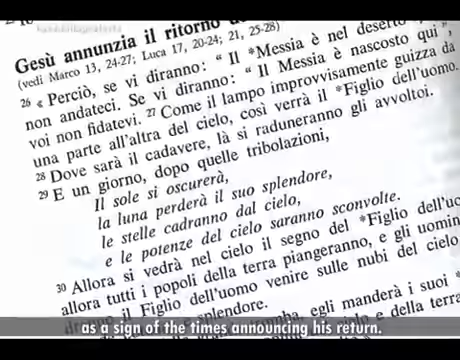 Gesù annunzia il ritorno
(vedi Marco 13, 24-27; Luca 17, 20-24; 21, 25-28)
26 « Perciò, se vi diranno: “ Il *Messia è nel deserto ”,
non andateci. Se vi diranno: “ Il Messia è nascosto qui ”,
voi non fidatevi. 27 Come il lampo improvvisamente guizza da
una parte all'altra del cielo, così verrà il *Figlio dell'uomo.
28 Dove sarà il cadavere, là si raduneranno gli avvoltoi.
29 E un giorno, dopo quelle tribolazioni,
Il sole si oscurerà,
la luna perderà il suo splendore,
le stelle cadranno dal cielo,
e le potenze del cielo saranno sconvolte.
30 Allora si vedrà nel cielo il segno del *Figlio dell'uo
allora tutti i popoli della terra piangeranno, e gli uomin
il Figlio dell'uomo venire sulle nubi del cielo
splendore.
egli manderà i suoi
della terra
as a sign of the times announcing his return.